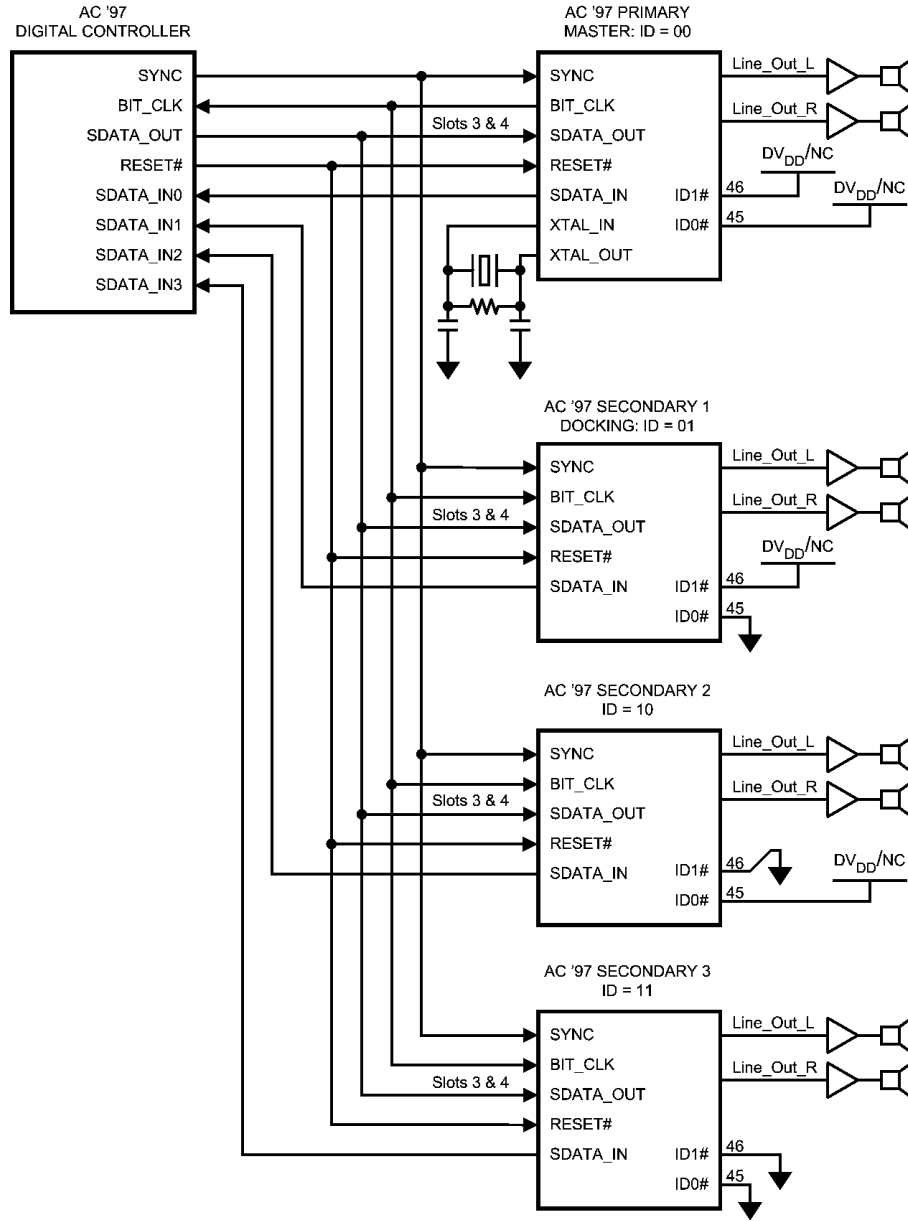 AC '97
DIGITAL CONTROLLER
SYNC
BIT_CLK
SDATA_OUT
RESET#
SDATA_IN0
SDATA_IN1
SDATA_IN2
SDATA_IN3
AC '97 PRIMARY
MASTER: ID = 00
SYNC
BIT_CLK
Slots 3 & 4
SDATA_OUT
RESET#
SDATA_IN
XTAL_IN
XTAL_OUT
ID1#
ID0#
46
45
Line_Out_L
Line_Out_R
DVDD/NC
DVDD/NC
AC '97 SECONDARY 1
DOCKING: ID = 01
SYNC
BIT_CLK
Slots 3 & 4
SDATA_OUT
RESET#
SDATA_IN
ID1#
ID0#
46
45
Line_Out_L
Line_Out_R
DVDD/NC
AC '97 SECONDARY 2
ID = 10
SYNC
BIT_CLK
Slots 3 & 4
SDATA_OUT
RESET#
SDATA_IN
ID1#
ID0#
46
45
Line_Out_L
Line_Out_R
DVDD/NC
AC '97 SECONDARY 3
ID = 11
SYNC
BIT_CLK
Slots 3 & 4
SDATA_OUT
RESET#
SDATA_IN
ID1#
ID0#
46
45
Line_Out_L
Line_Out_R